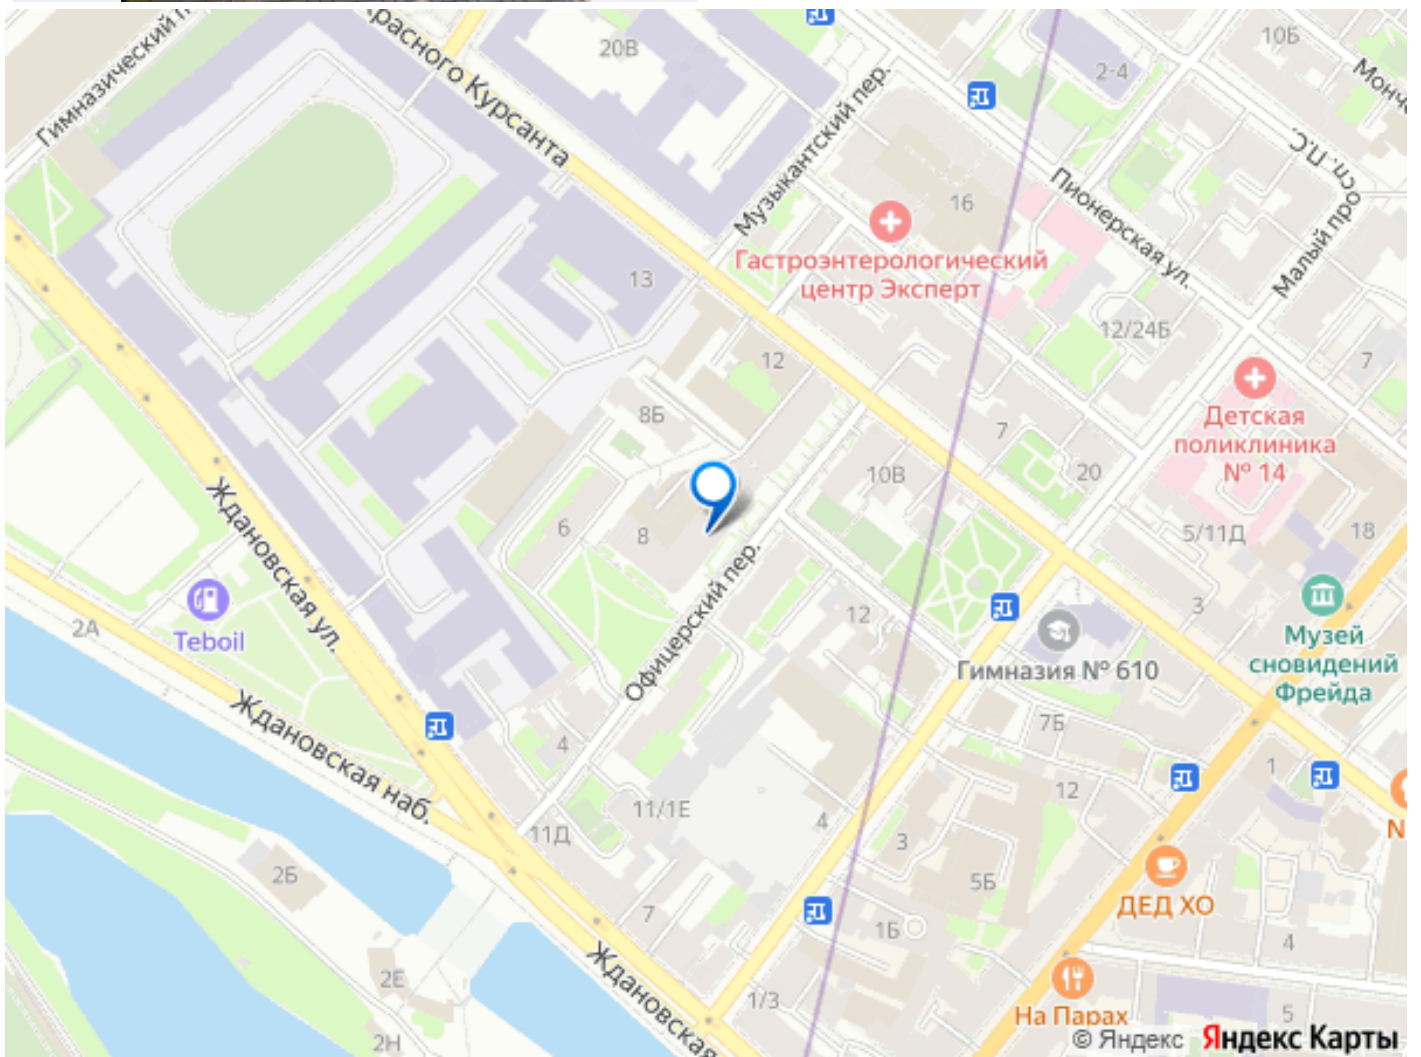 20В
10Б
2-4
Гимназический п
Красного Курсанта
Музыкантский пер.
Пионерская ул.
Малый просп. П.С.
16
13
Гастроэнтерологический
центр Эксперт
12/24Б
12
7
8Б
7
Детская
поликлиника
№ 14
10В
20
Ждановская ул.
6
8
5/11Д
18
Офицерский пер.
Teboil
2А
12
3
Гимназия № 610
Музей
сновидений
Фрейда
Ждановская наб.
4
7Б
1
12
11Д
11/1Е
4
3
2Б
5Б
ДЕД ХО
7
1Б
4
2Е
Ждановская
1/3
На Парах
5
2Н
N
© Яндекс Яндекс Карты